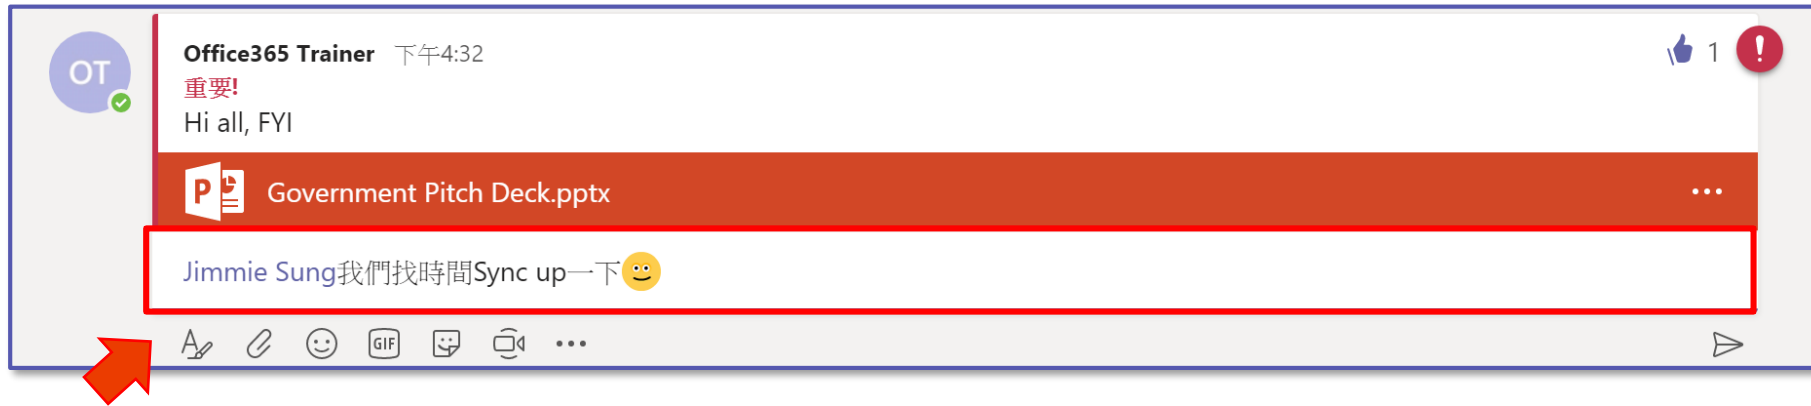 OT
Office365 Trainer 下午4:32
1
重要!
Hi all, FYI
Government Pitch Deck.pptx
Jimmie Sung我們找時間Sync up一下
GIF